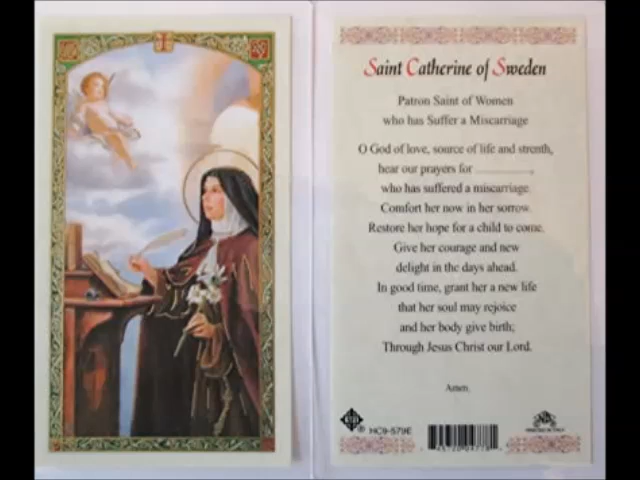 Saint Catherine of Sweden
Patron Saint of Women
who has Suffer a Miscarriage
O God of love, source of life and strenth,
hear our prayers for ____________,
who has suffered a miscarriage.
Comfort her now in her sorrow.
Restore her hope for a child to come.
Give her courage and new
delight in the days ahead.
In good time, grant her a new life
that her soul may rejoice
and her body give birth;
Through Jesus Christ our Lord.
Amen.
HC9-579E